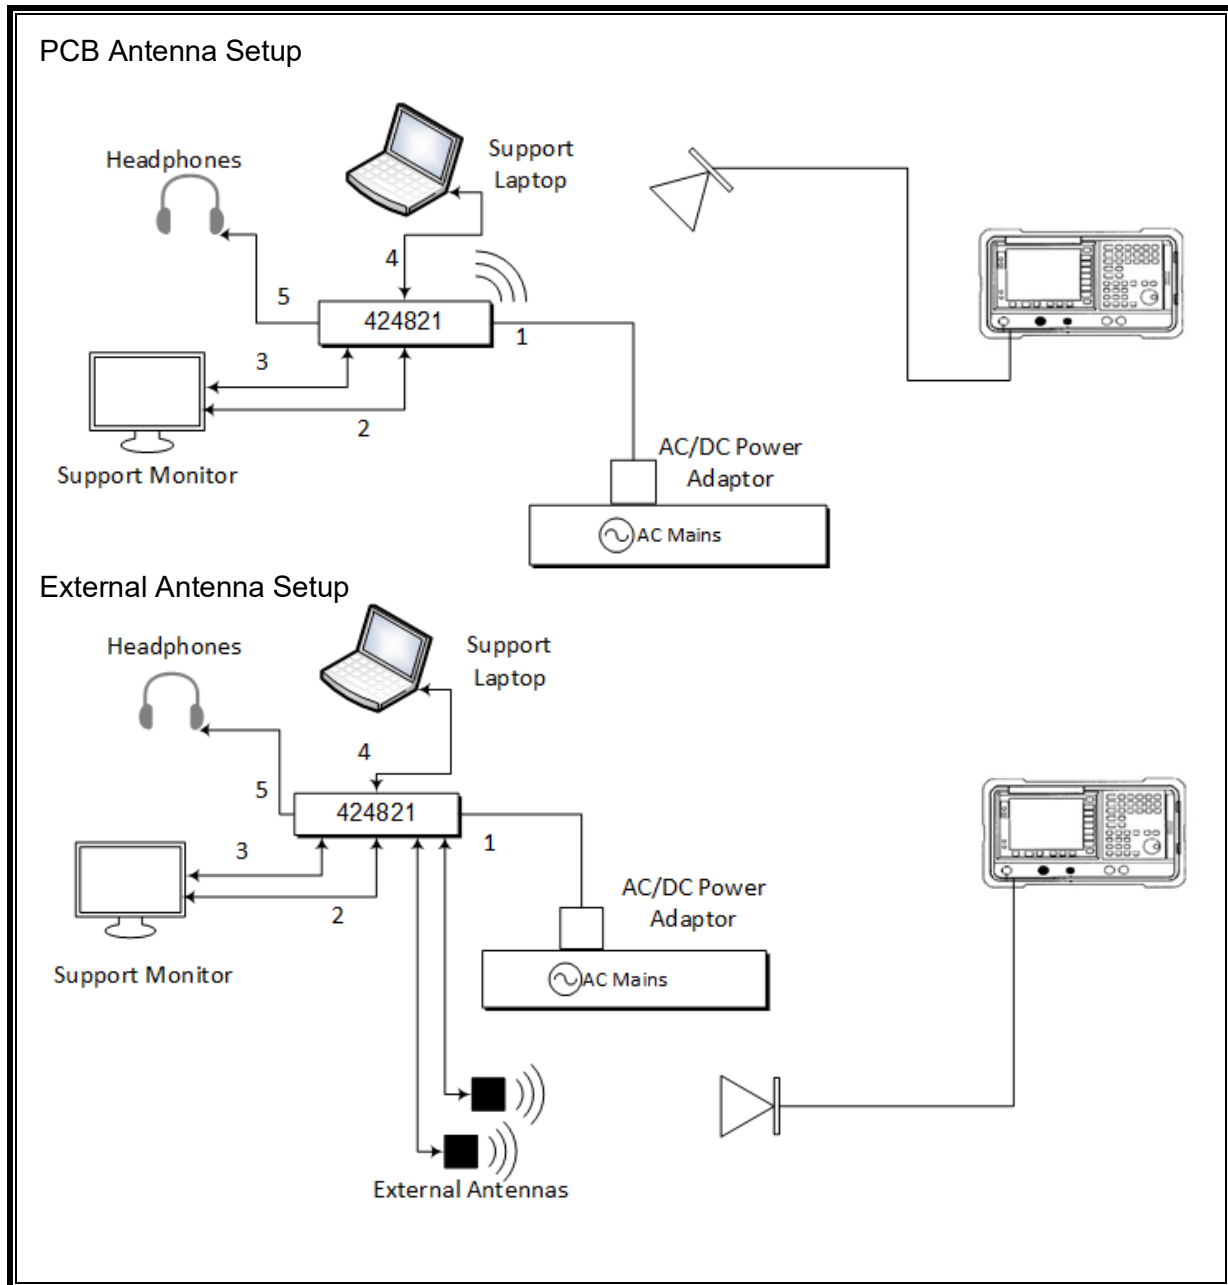 PCB Antenna Setup
Headphones
Support
Laptop
4
5
424821
1
3
2
Support Monitor
AC/DC Power
Adaptor
AC Mains
External Antenna Setup
Headphones
Support
Laptop
4
5
424821
1
3
2
Support Monitor
AC/DC Power
Adaptor
AC Mains
External Antennas